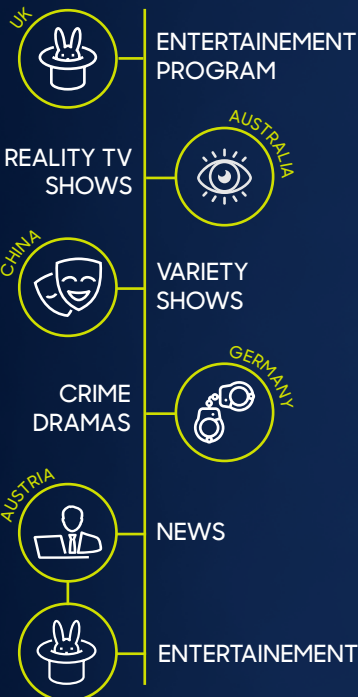 UK
ENTERTAINEMENT
PROGRAM
AUSTRALIA
REALITY TV
SHOWS
CHINA
VARIETY
SHOWS
GERMANY
CRIME
DRAMAS
AUSTRIA
NEWS
ENTERTAINEMENT